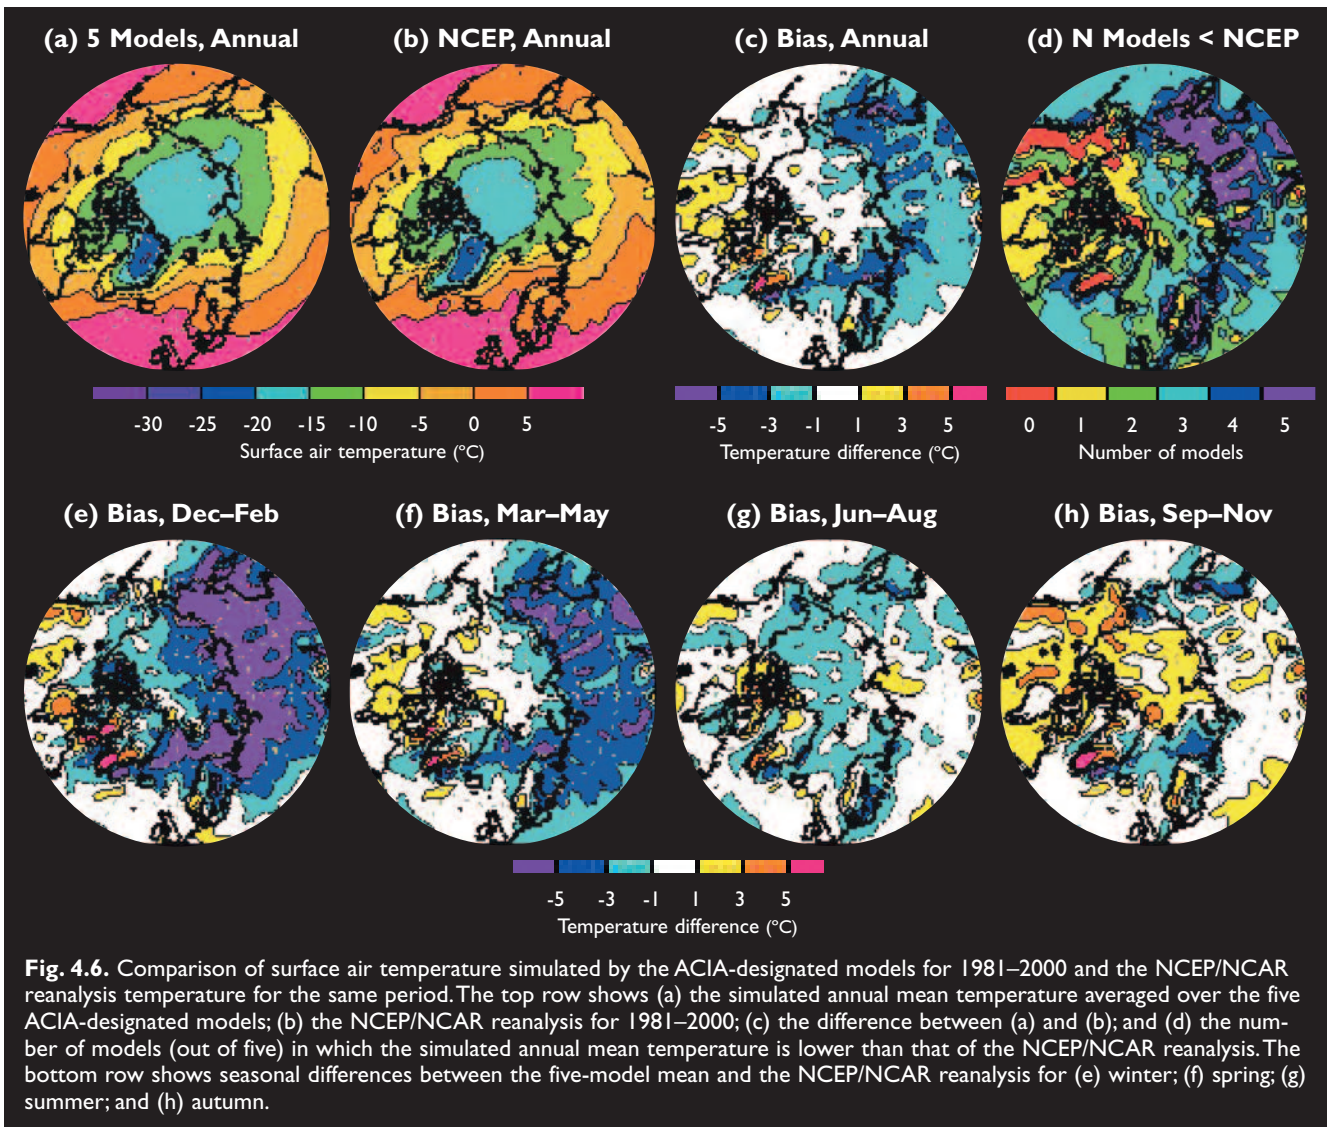 (a) 5 Models, Annual
(b) NCEP, Annual
(c) Bias, Annual
(d) N Models < NCEP
-30 -25 -20 -15 -10 -5 0 5
Surface air temperature (ºC)
-5 -3 -1 1 3 5
Temperature difference (ºC)
0 1 2 3 4 5
Number of models
(e) Bias, Dec–Feb
(f) Bias, Mar–May
(g) Bias, Jun–Aug
(h) Bias, Sep–Nov
-5 -3 -1 1 3 5
Temperature difference (ºC)
Fig. 4.6. Comparison of surface air temperature simulated by the ACIA-designated models for 1981–2000 and the NCEP/NCAR
reanalysis temperature for the same period. The top row shows (a) the simulated annual mean temperature averaged over the five
ACIA-designated models; (b) the NCEP/NCAR reanalysis for 1981–2000; (c) the difference between (a) and (b); and (d) the num-
ber of models (out of five) in which the simulated annual mean temperature is lower than that of the NCEP/NCAR reanalysis. The
bottom row shows seasonal differences between the five-model mean and the NCEP/NCAR reanalysis for (e) winter; (f) spring; (g)
summer; and (h) autumn.